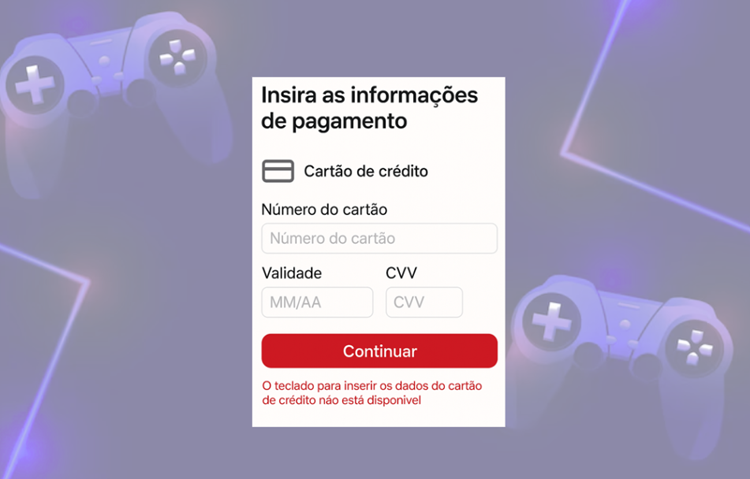 Insira as informações
de pagamento
Cartão de crédito
Número do cartão
Número do cartão
Validade CVV
MM/AA CVV
Continuar
O teclado para inserir os dados do cartão
de crédito não está disponível